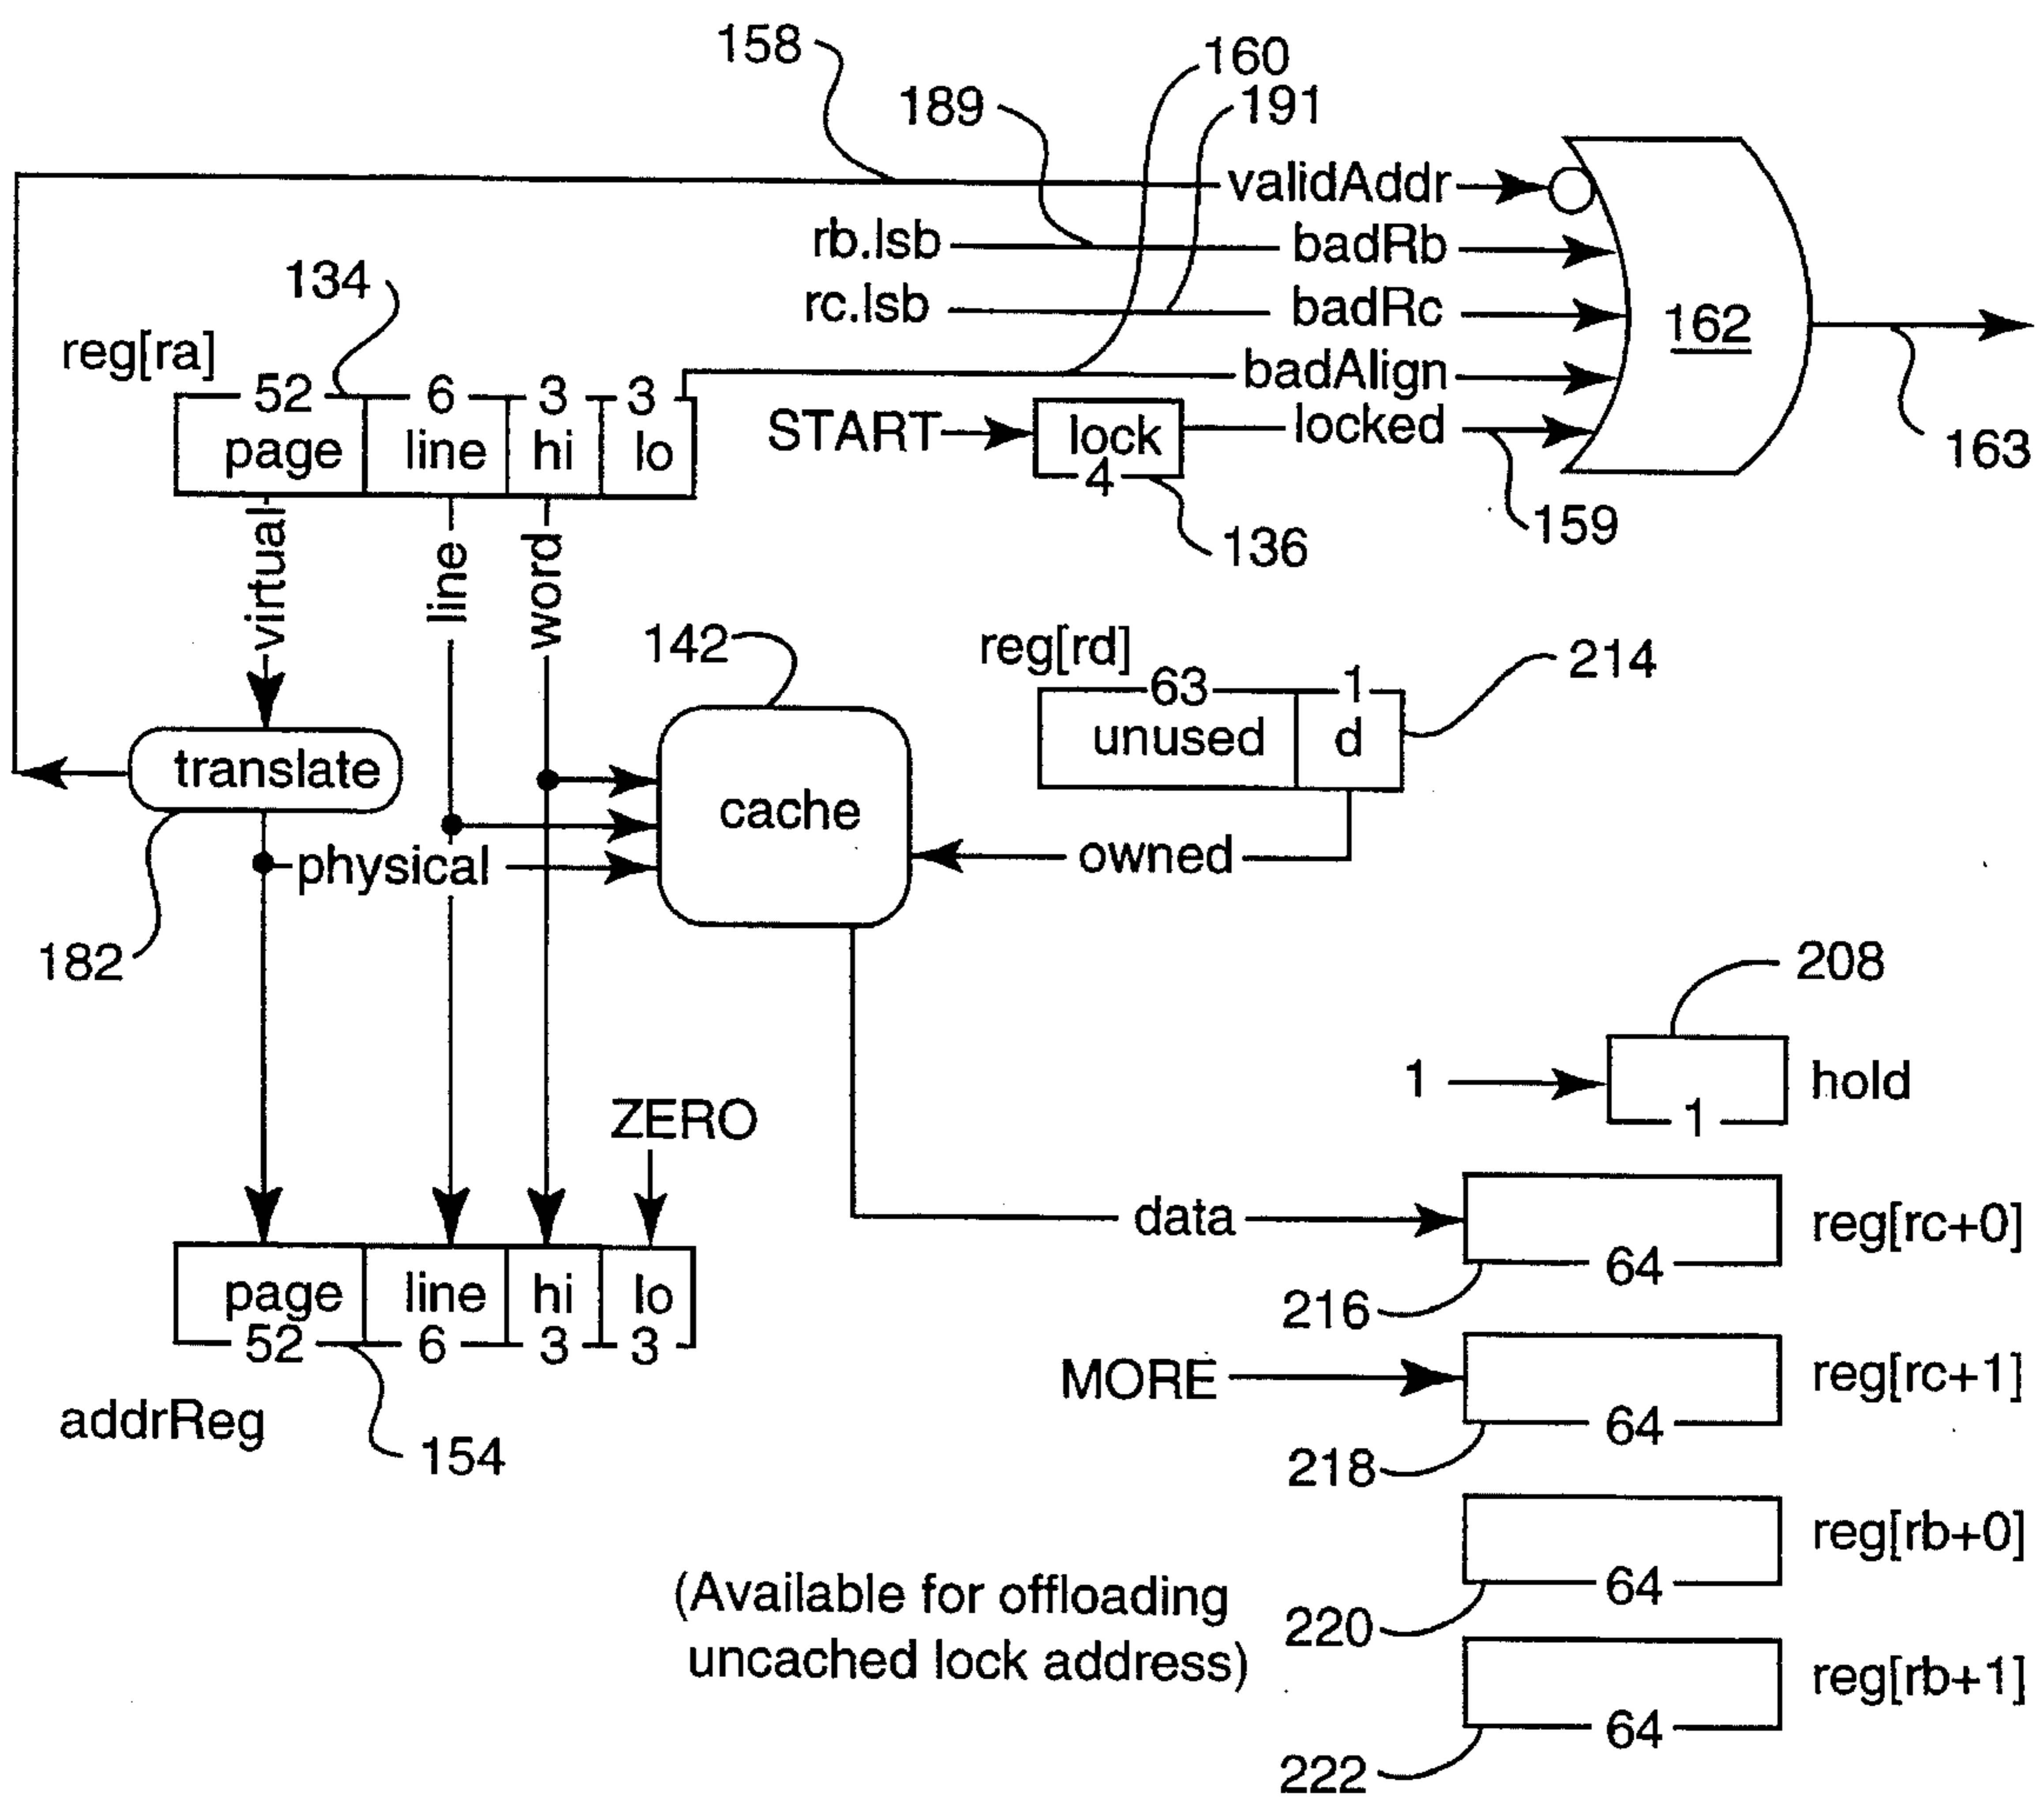 158
160
189
191
validAddr
rb.lsb
badRb
134
rc.lsb
badRc
162
reg[ra]
badAlign
52 6 3 3
page line hi lo
START
lock
4
locked
163
159
136
virtual
line
word
142
reg[rd]
214
63 1
unused d
translate
cache
physical
owned
182
208
1
hold
1
ZERO
data
reg[rc+0]
64
216
page line hi lo
52 6 3 3
MORE
reg[rc+1]
64
218
addrReg
154
reg[rb+0]
64
220
(Available for offloading
uncached lock address)
reg[rb+1]
64
222